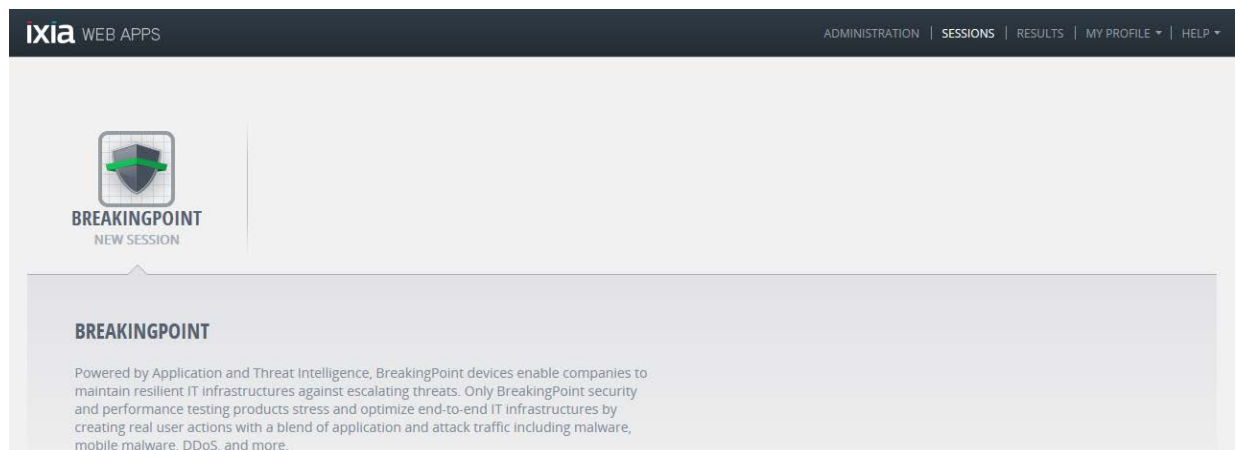 ixia WEB APPS
ADMINISTRATION | SESSIONS | RESULTS | MY PROFILE | HELP
BREAKINGPOINT
NEW SESSION
BREAKINGPOINT
Powered by Application and Threat Intelligence, BreakingPoint devices enable companies to
maintain resilient IT infrastructures against escalating threats. Only BreakingPoint security
and performance testing products stress and optimize end-to-end IT infrastructures by
creating real user actions with a blend of application and attack traffic including malware,
mobile malware, DDoS, and more.